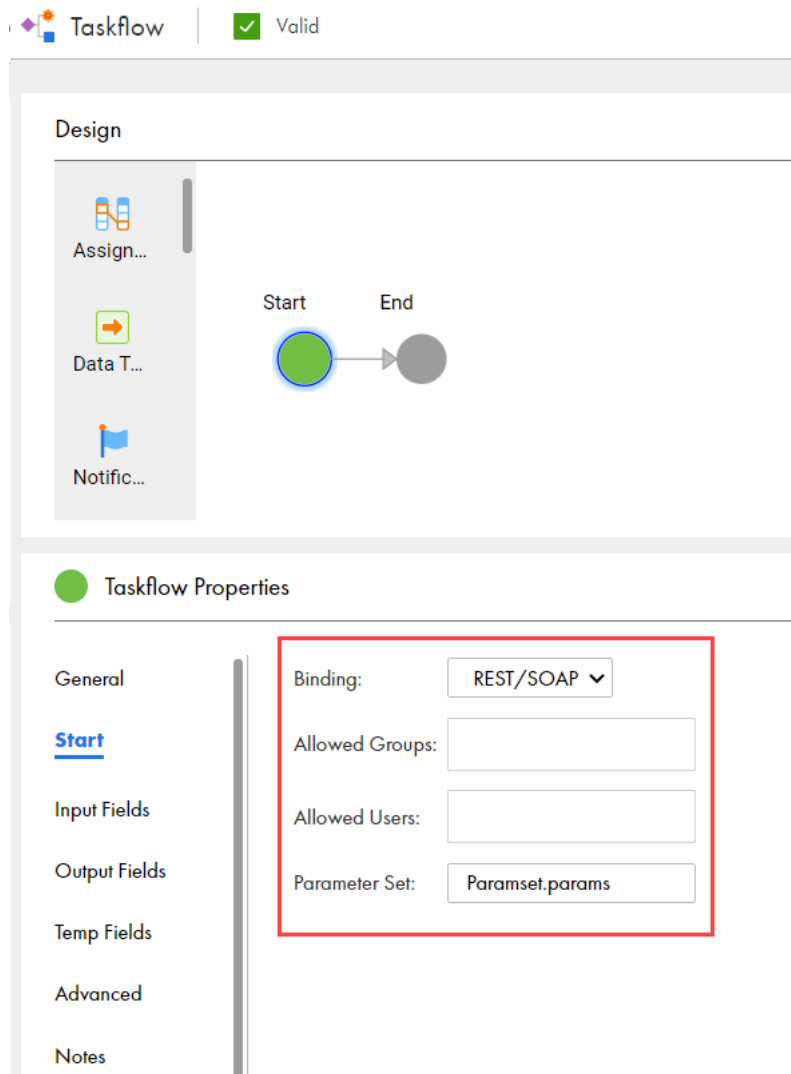 Taskflow
Valid
Design
Assign...
Data T...
Notific...
Start
End
Taskflow Properties
General
Start
Input Fields
Output Fields
Temp Fields
Advanced
Notes
Binding:
REST/SOAP
Allowed Groups:
Allowed Users:
Parameter Set:
Paramset.params